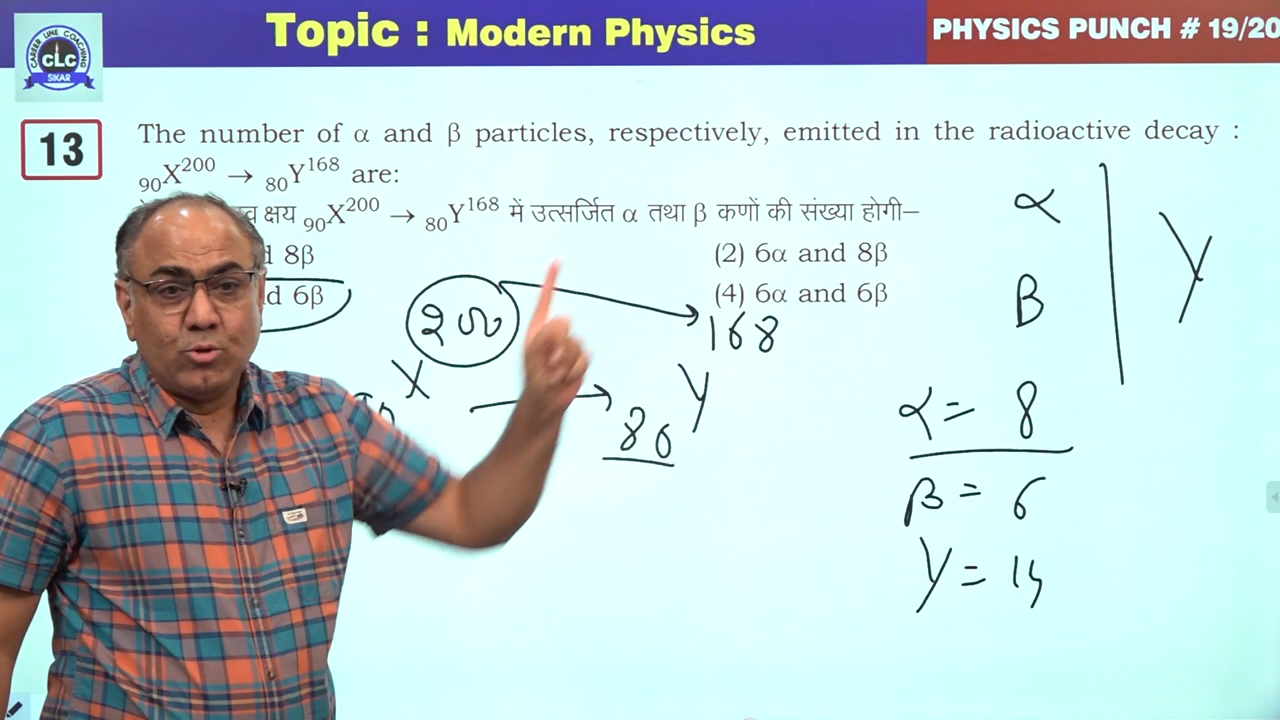 Topic : Modern Physics
PHYSICS PUNCH # 19/20
CAREER LINE COACHING
CLC
SIKAR
13
The number of α and β particles, respectively, emitted in the radioactive decay :
₉₀X²⁰⁰ → ₈₀Y¹⁶⁸ are:
क्षय ₉₀X²⁰⁰ → ₈₀Y¹⁶⁸ में उत्सर्जित α तथा β कणों की संख्या होगी–
d 8β
(2) 6α and 8β
d 6β
(4) 6α and 6β
200
168
X
Y
80
α
β
γ
α = 8
β = 6
γ = 14